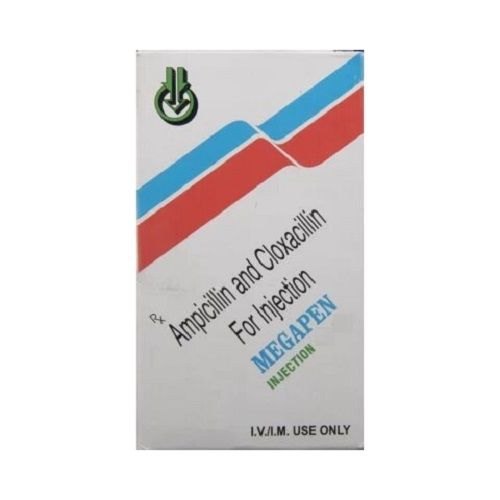 Rx
Ampicillin and Cloxacillin
For Injection
MEGAPEN
INJECTION
I.V./I.M. USE ONLY